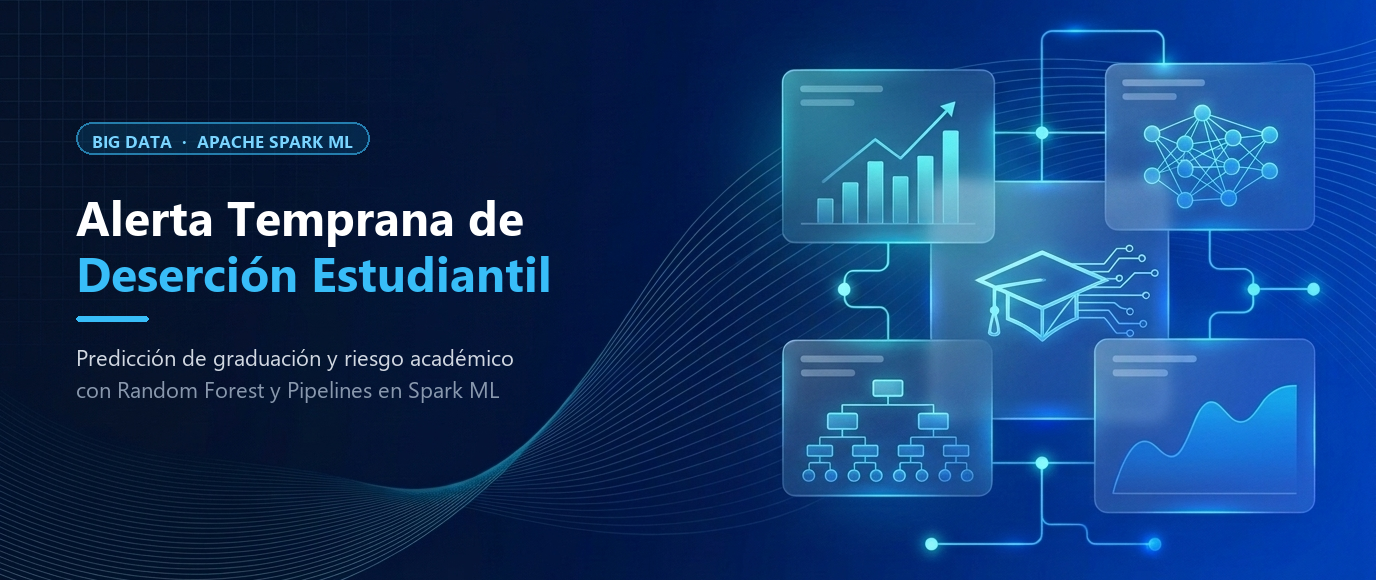 BIG DATA · APACHE SPARK ML
Alerta Temprana de
Deserción Estudiantil
Predicción de graduación y riesgo académico
con Random Forest y Pipelines en Spark ML